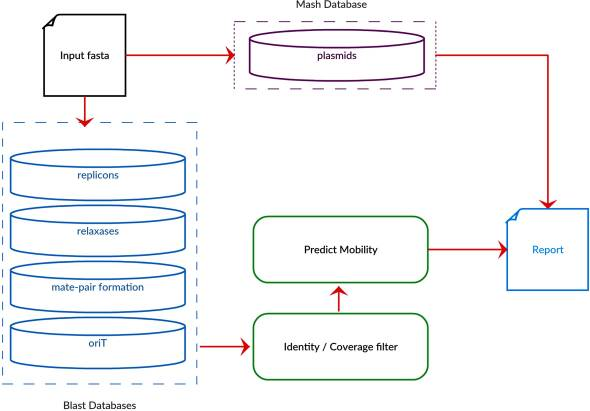 Mash Database
Input fasta
plasmids
replicons
relaxases
mate-pair formation
oriT
Predict Mobility
Report
Identity / Coverage filter
Blast Databases